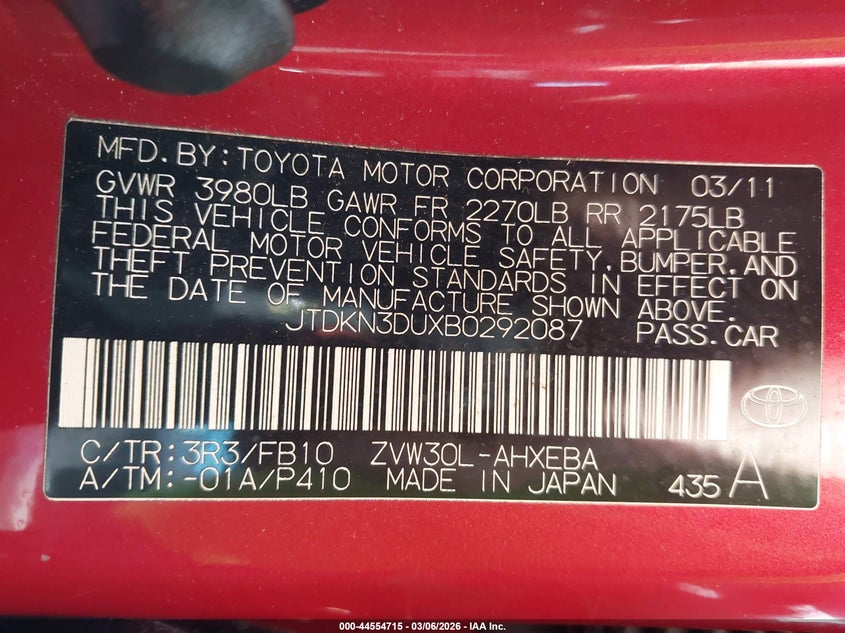 MFD.BY:TOYOTA MOTOR CORPORATION 03/11
GVWR 3980LB GAWR FR 2270LB RR 2175LB
THIS VEHICLE CONFORMS TO ALL APPLICABLE
FEDERAL MOTOR VEHICLE SAFETY,BUMPER,AND
THEFT PREVENTION STANDARDS IN EFFECT ON
THE DATE OF MANUFACTURE SHOWN ABOVE.
JTDKN3DUXB0292087 PASS.CAR
C/TR:3R3/FB10 ZVW30L-AHXEBA
A/TM:-01A/P410 MADE IN JAPAN 435 A
000-44554715 - 03/06/2026 - IAA Inc.